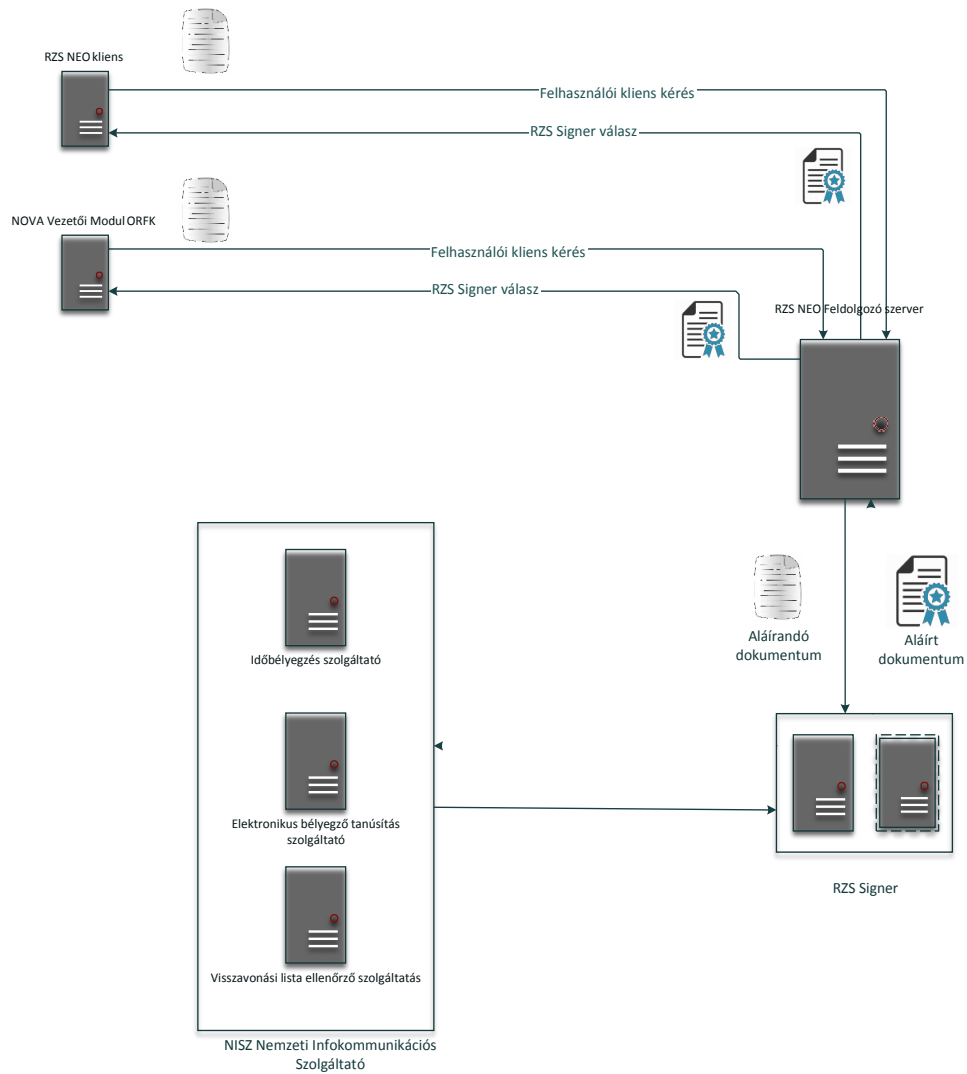 RZS NEO kliens
Felhasználói kliens kérés
RZS Signer válasz
NOVA Vezetői Modul ORFK
Felhasználói kliens kérés
RZS Signer válasz
RZS NEO Feldolgozó szerver
Aláírandó
dokumentum
Aláírt
dokumentum
Időbélyegzés szolgáltató
Elektronikus bélyegző tanúsítás
szolgáltató
Visszavonási lista ellenőrző szolgáltatás
RZS Signer
NISZ Nemzeti Infokommunikációs
Szolgáltató